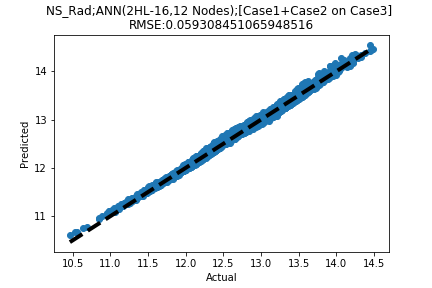 NS_Rad;ANN(2HL-16,12 Nodes);[Case1+Case2 on Case3]
RMSE:0.059308451065948516
14
13
Predicted
12
11
10.5 11.0 11.5 12.0 12.5 13.0 13.5 14.0 14.5
Actual